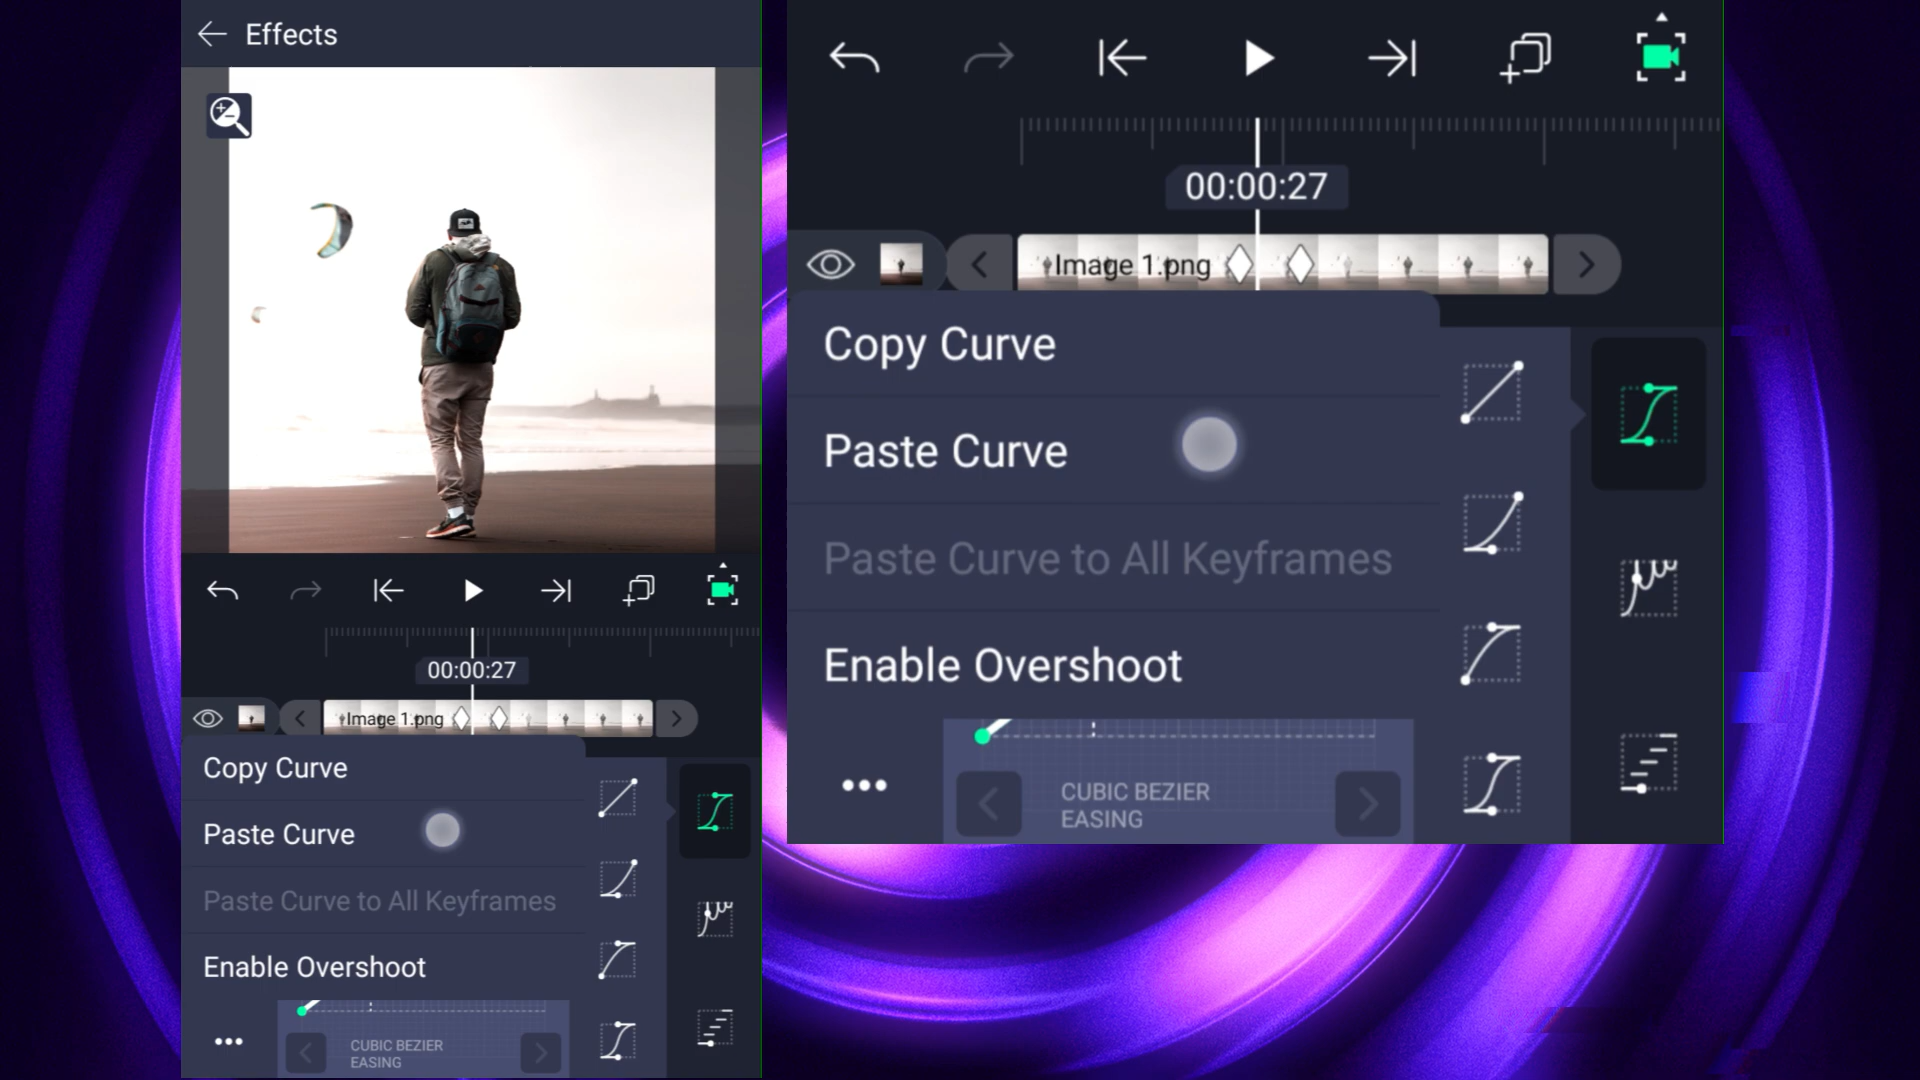 Effects
00:00:27
Image 1.png
Copy Curve
Paste Curve
Paste Curve to All Keyframes
Enable Overshoot
CUBIC BEZIER
EASING
00:00:27
Image 1.png
Copy Curve
Paste Curve
Paste Curve to All Keyframes
Enable Overshoot
CUBIC BEZIER
EASING